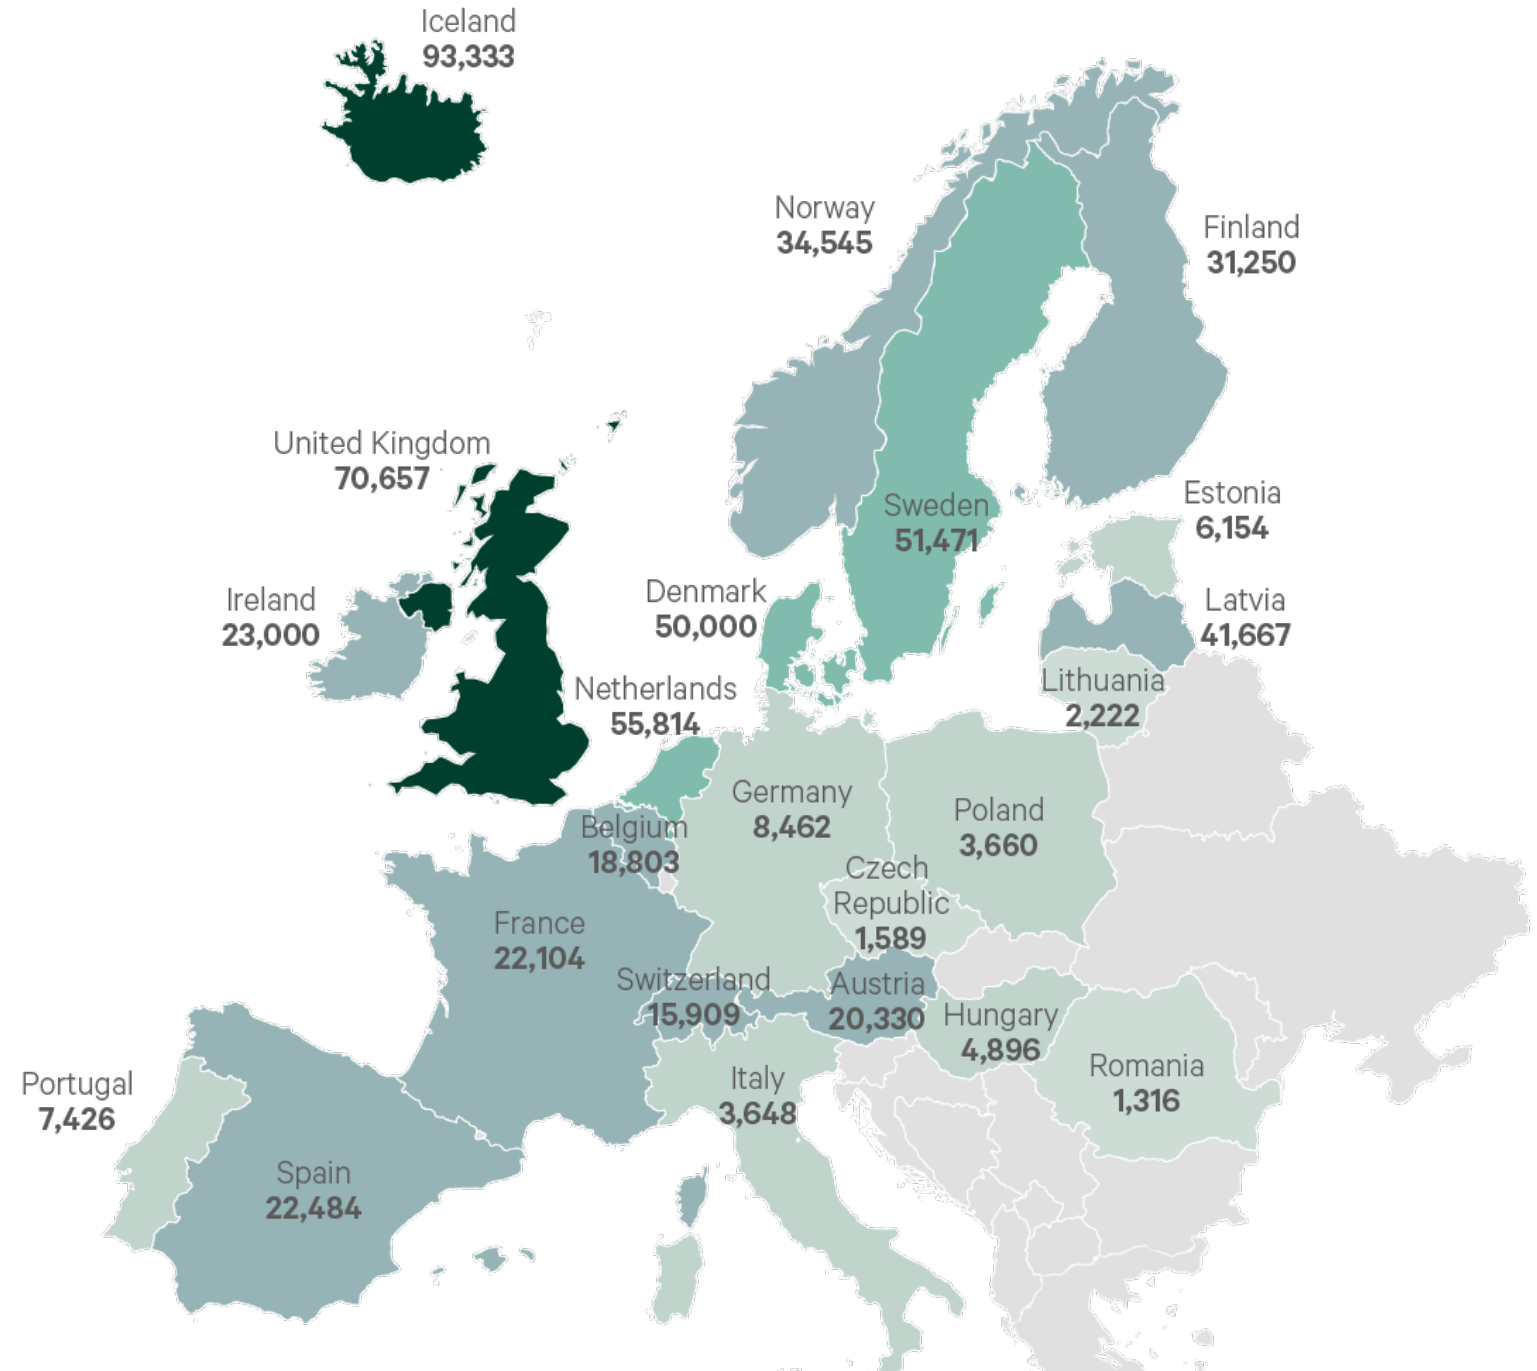 Iceland
93,333
Norway
34,545
Finland
31,250
United Kingdom
70,657
Sweden
51,471
Estonia
6,154
Ireland
23,000
Denmark
50,000
Latvia
41,667
Netherlands
55,814
Lithuania
2,222
Germany
8,462
Poland
3,660
Belgium
18,803
Czech
Republic
1,589
France
22,104
Switzerland
15,909
Austria
20,330
Hungary
4,896
Romania
1,316
Portugal
7,426
Italy
3,648
Spain
22,484